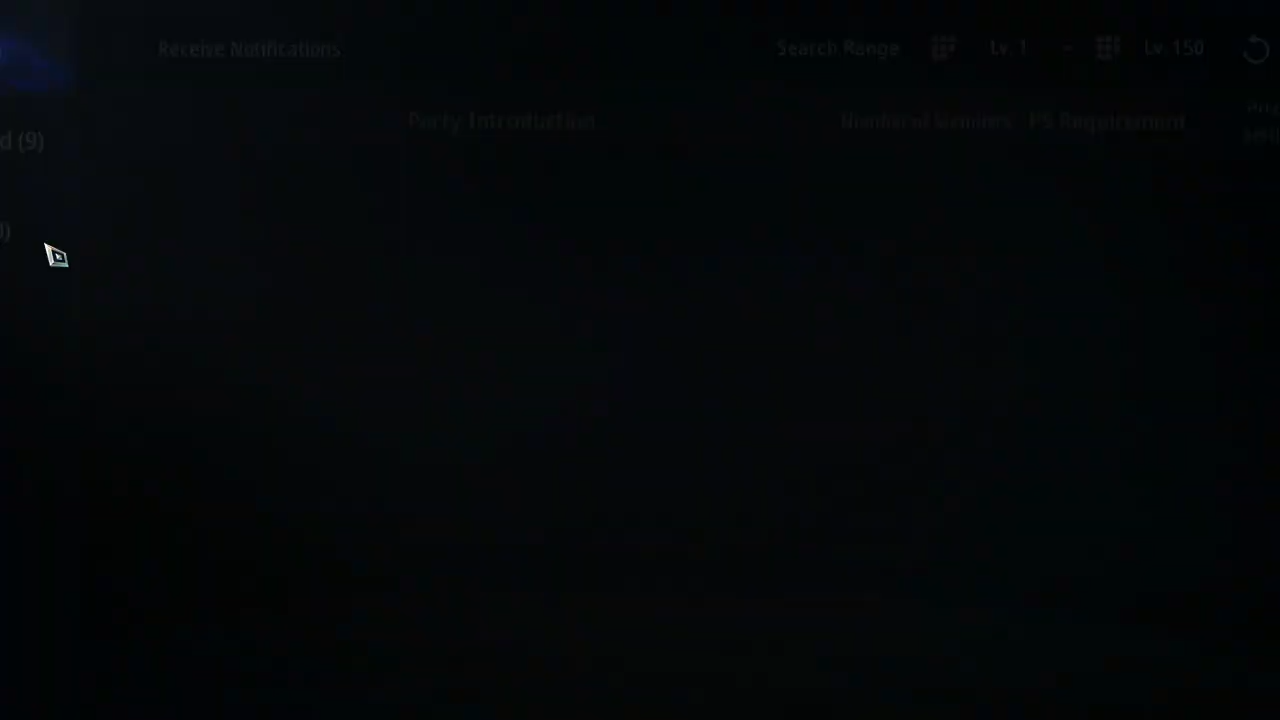 Receive Notifications
Search Range Lv. 1 - Lv. 150
Party Introduction
Number of Members
PS Requirement
d (9)